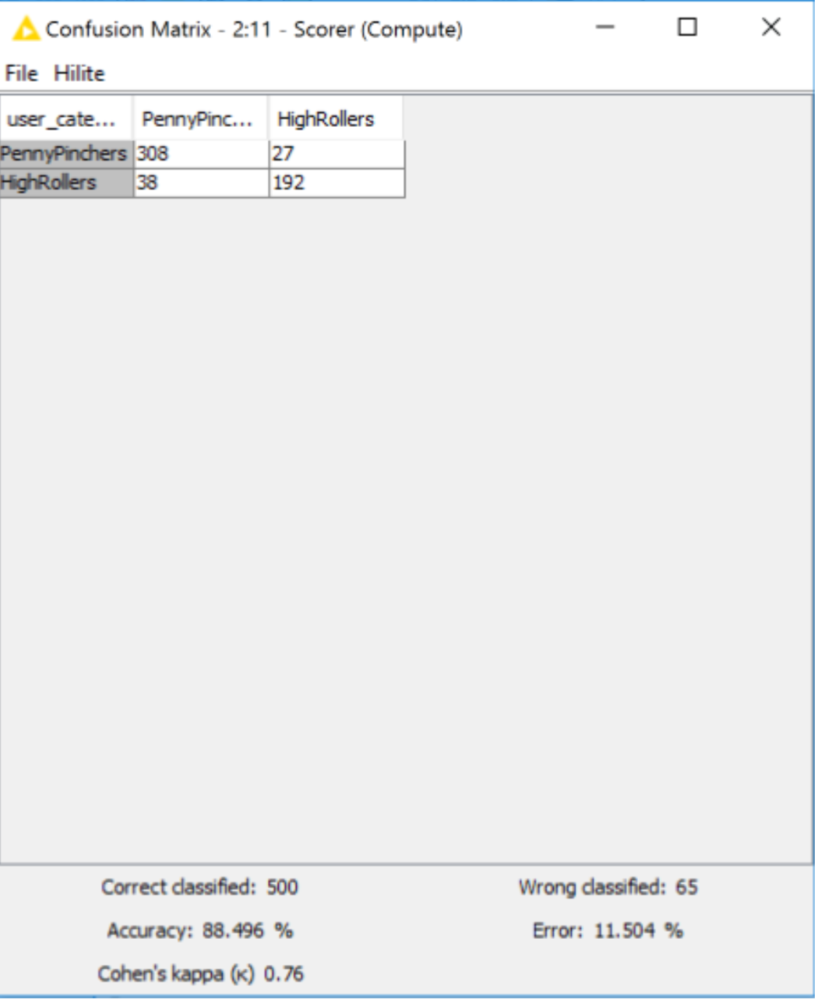 Confusion Matrix - 2:11 - Scorer (Compute)
File Hilite
user_cate... PennyPinc... HighRollers
PennyPinchers 308 27
HighRollers 38 192
Correct classified: 500 Wrong classified: 65
Accuracy: 88.496 % Error: 11.504 %
Cohen's kappa (κ) 0.76